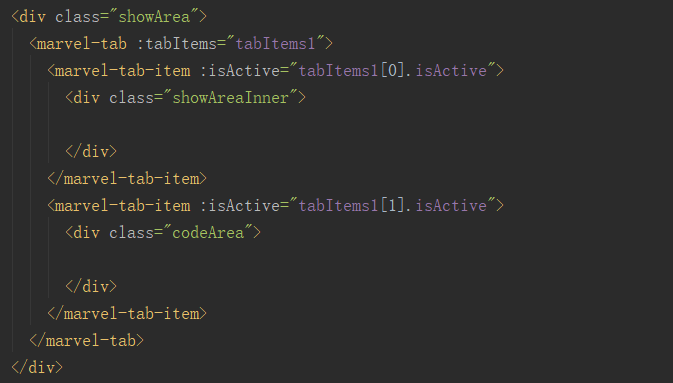 <div class="showArea">
<marvel-tab :tabItems="tabItems1">
<marvel-tab-item :isActive="tabItems1[0].isActive">
<div class="showAreaInner">
</div>
</marvel-tab-item>
<marvel-tab-item :isActive="tabItems1[1].isActive">
<div class="codeArea">
</div>
</marvel-tab-item>
</marvel-tab>
</div>